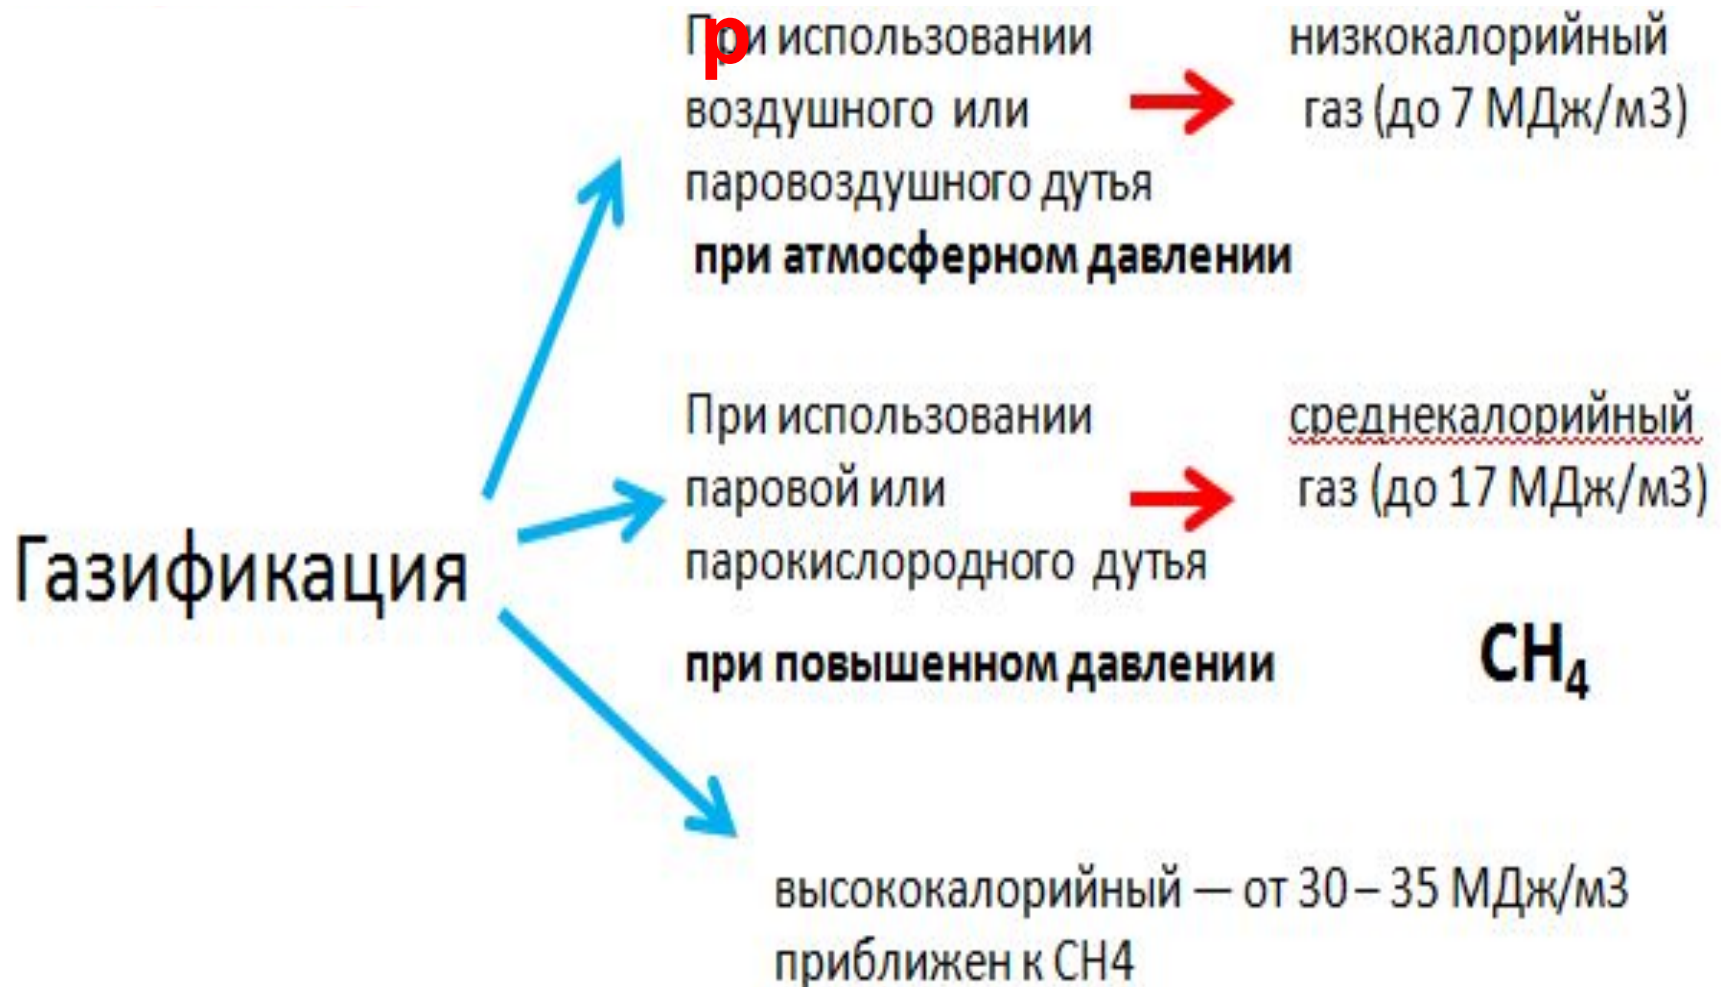 При использовании
воздушного или
паровоздушного дутья
при атмосферном давлении
низкокалорийный
газ (до 7 МДж/м3)
р
При использовании
паровой или
парокислородного дутья
при повышенном давлении
среднекалорийный
газ (до 17 МДж/м3)
CH₄
Газификация
высококалорийный — от 30 – 35 МДж/м3
приближен к CH4